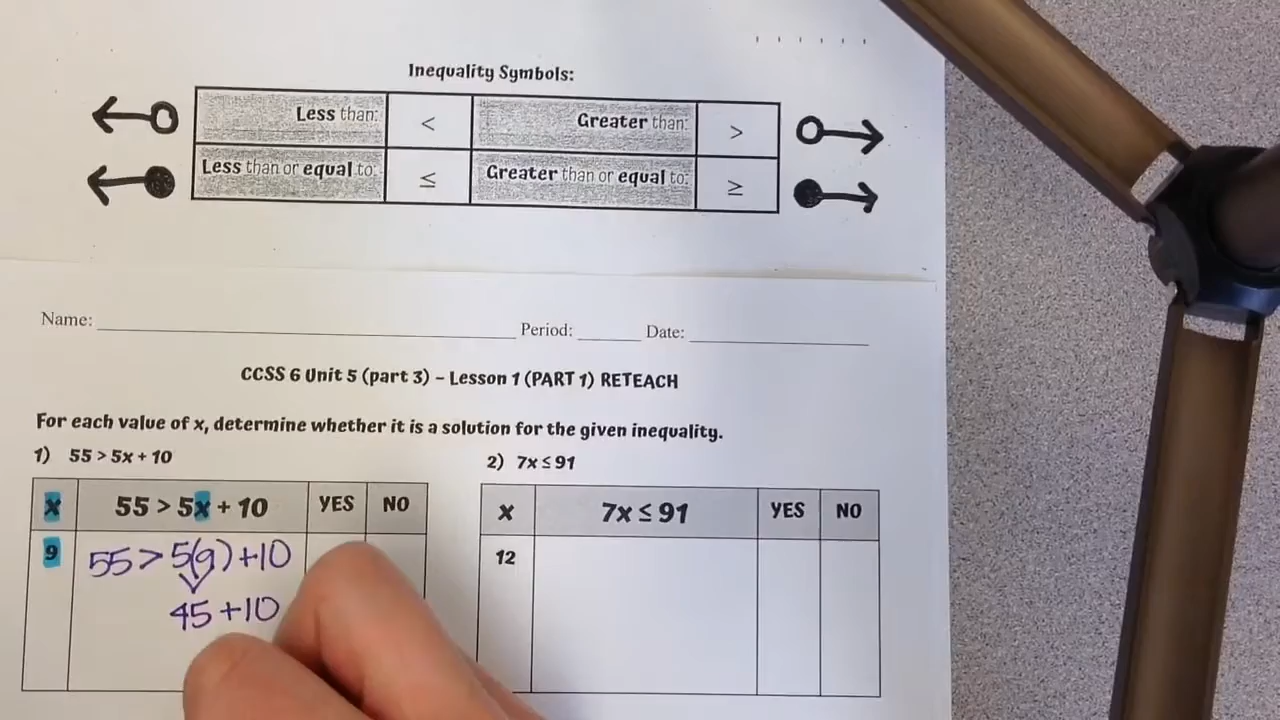 Inequality Symbols:
Less than: < Greater than: >
Less than or equal to: ≤ Greater than or equal to: ≥
Name: Period: Date:
CCSS 6 Unit 5 (part 3) – Lesson 1 (PART 1) RETEACH
For each value of x, determine whether it is a solution for the given inequality.
1) 55 > 5x + 10
x 55 > 5x + 10 YES NO
9 55 > 5(9) +10
45 +10
2) 7x ≤ 91
x 7x ≤ 91 YES NO
12